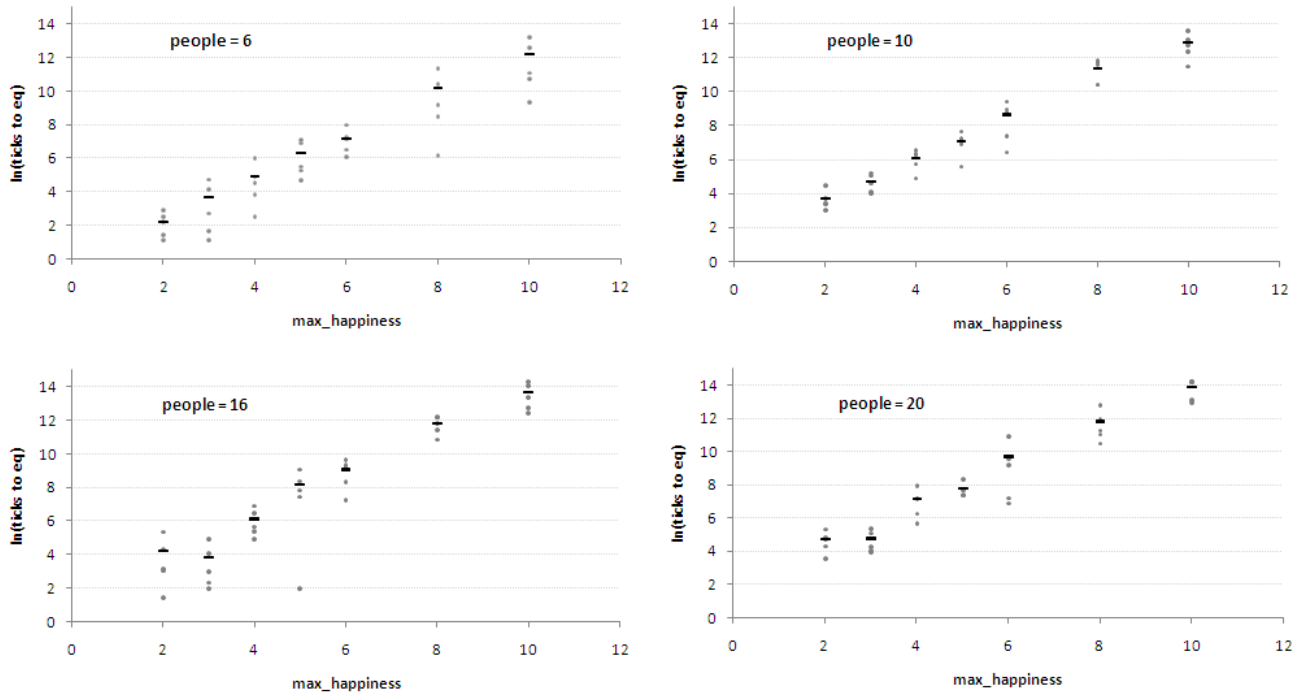 people = 6
ln(ticks to eq)
14
12
10
8
6
4
2
0
0 2 4 6 8 10 12
max_happiness
people = 10
ln(ticks to eq)
14
12
10
8
6
4
2
0
0 2 4 6 8 10 12
max_happiness
people = 16
ln(ticks to eq)
14
12
10
8
6
4
2
0
0 2 4 6 8 10 12
max_happiness
people = 20
ln(ticks to eq)
14
12
10
8
6
4
2
0
0 2 4 6 8 10 12
max_happiness